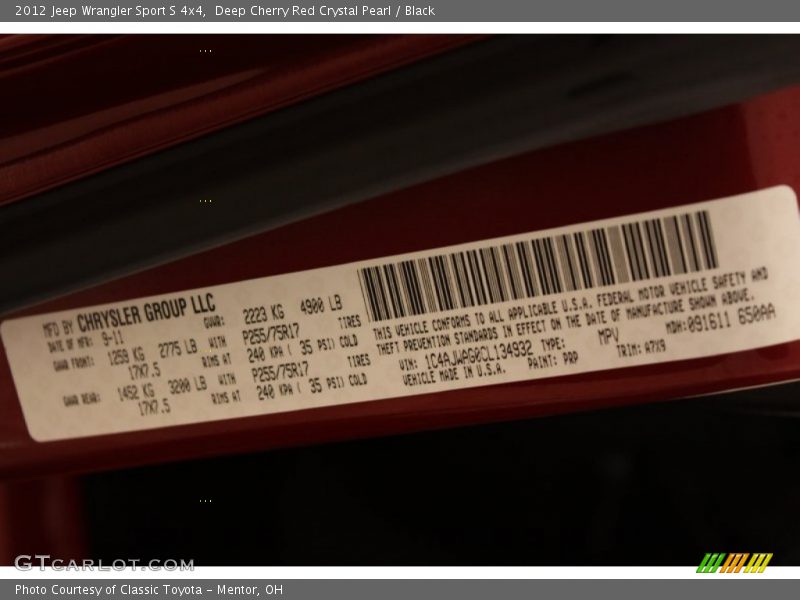 2012 Jeep Wrangler Sport S 4x4, Deep Cherry Red Crystal Pearl / Black
MFD BY CHRYSLER GROUP LLC
DATE OF MFR: 9-11 GVWR: 2223 KG 4900 LB
GAWR FRONT: 1259 KG 2775 LB WITH P255/75R17 TIRES
17X7.5 RIMS AT 240 KPA ( 35 PSI) COLD
GAWR REAR: 1452 KG 3200 LB WITH P255/75R17 TIRES
17X7.5 RIMS AT 240 KPA ( 35 PSI) COLD
THIS VEHICLE CONFORMS TO ALL APPLICABLE U.S.A. FEDERAL MOTOR VEHICLE SAFETY AND
THEFT PREVENTION STANDARDS IN EFFECT ON THE DATE OF MANUFACTURE SHOWN ABOVE.
VIN: 1C4AJWAG0CL134932 TYPE: MPV MDH: 091611 650AA
VEHICLE MADE IN U.S.A. PAINT: PRP TRIM: A7X9
GTCARLOT.COM
Photo Courtesy of Classic Toyota - Mentor, OH